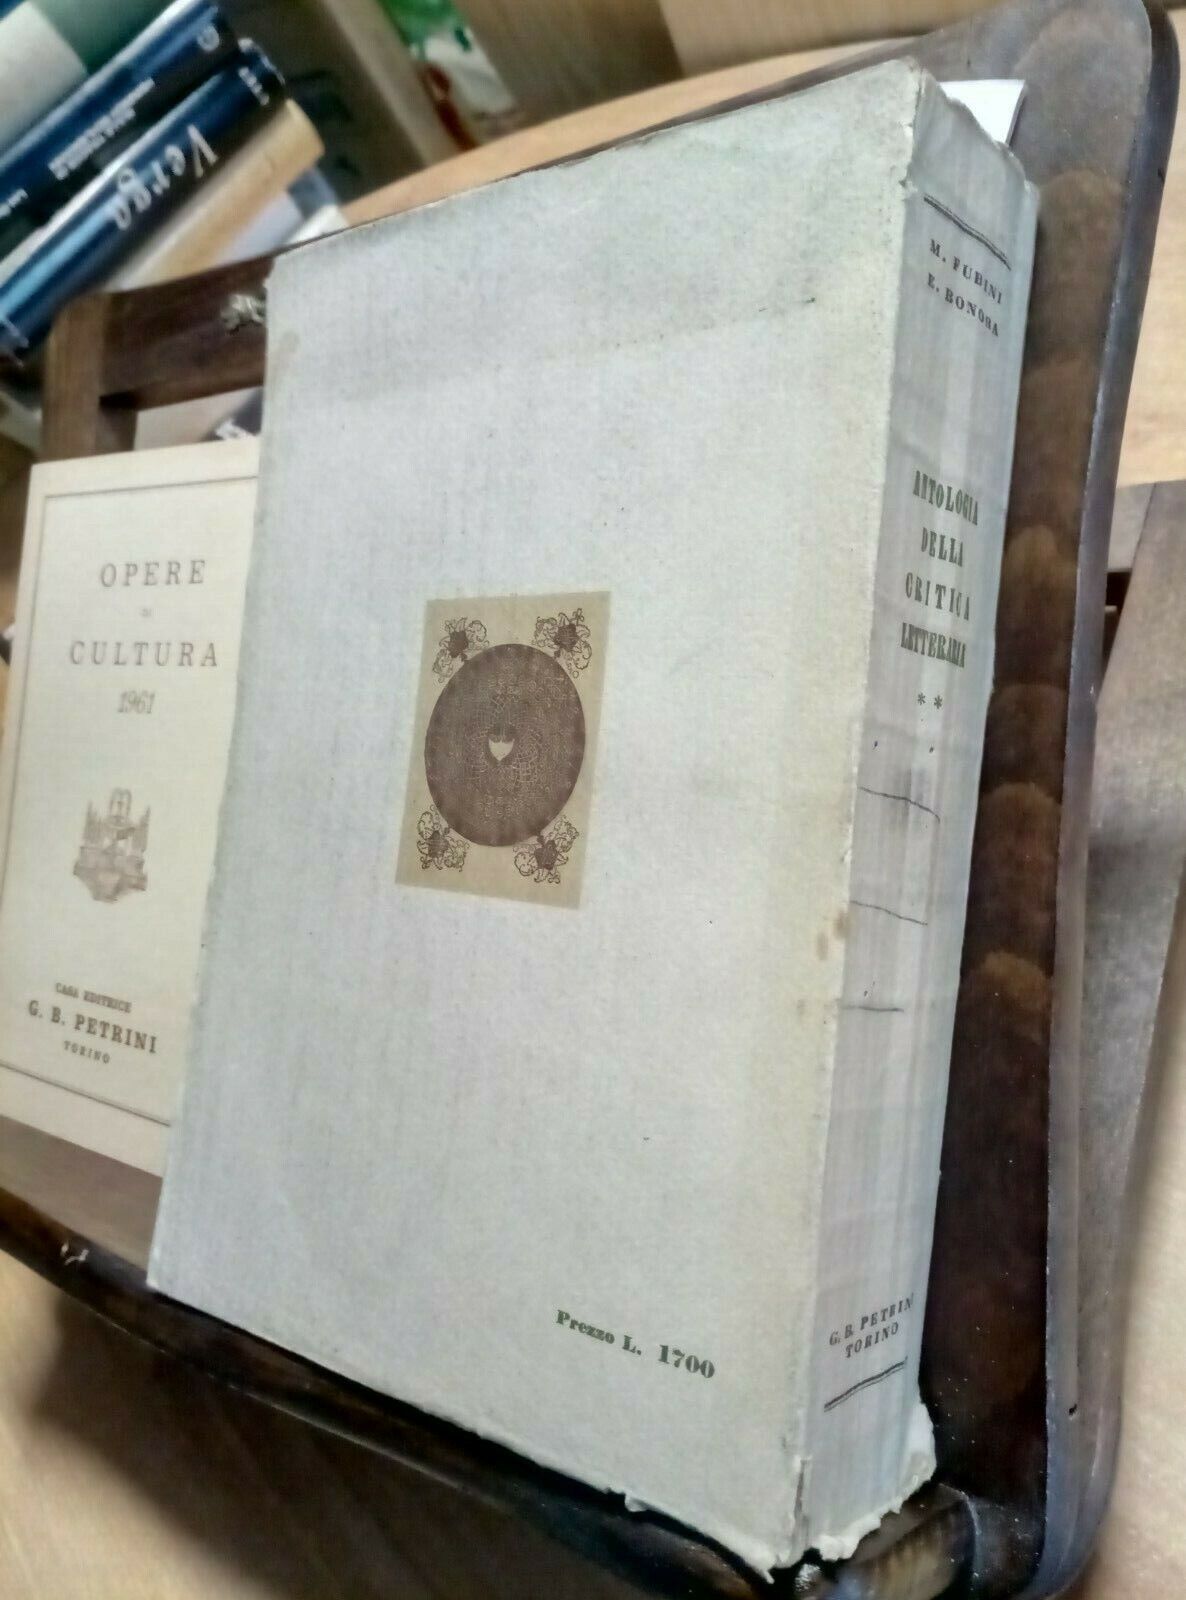 Verga
OPERE
DI
CULTURA
1961
CASA EDITRICE
G. B. PETRINI
TORINO
Prezzo L. 1700
M. FUBINI
E. BONORA
ANTOLOGIA
DELLA
CRITICA
LETTERARIA
* *
G. B. PETRINI
TORINO